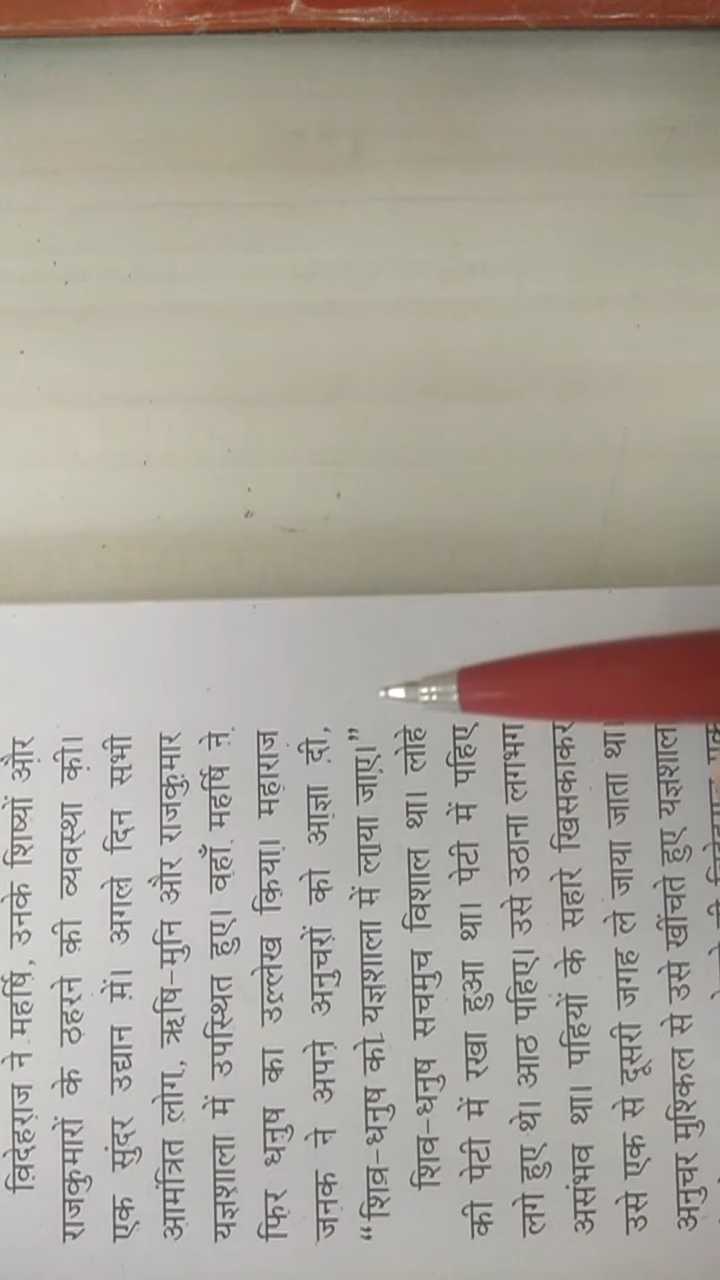 विदेहराज ने महर्षि, उनके शिष्यों और
राजकुमारों के ठहरने की व्यवस्था की।
एक सुंदर उद्यान में। अगले दिन सभी
आमंत्रित लोग, ऋषि-मुनि और राजकुमार
यज्ञशाला में उपस्थित हुए। वहाँ महर्षि ने
फिर धनुष का उल्लेख किया। महाराज
जनक ने अपने अनुचरों को आज्ञा दी,
“शिव-धनुष को यज्ञशाला में लाया जाए।”
शिव-धनुष सचमुच विशाल था। लोहे
की पेटी में रखा हुआ था। पेटी में पहिए
लगे हुए थे। आठ पहिए। उसे उठाना लगभग
असंभव था। पहियों के सहारे खिसकाकर
उसे एक से दूसरी जगह ले जाया जाता था।
अनुचर मुश्किल से उसे खींचते हुए यज्ञशाला